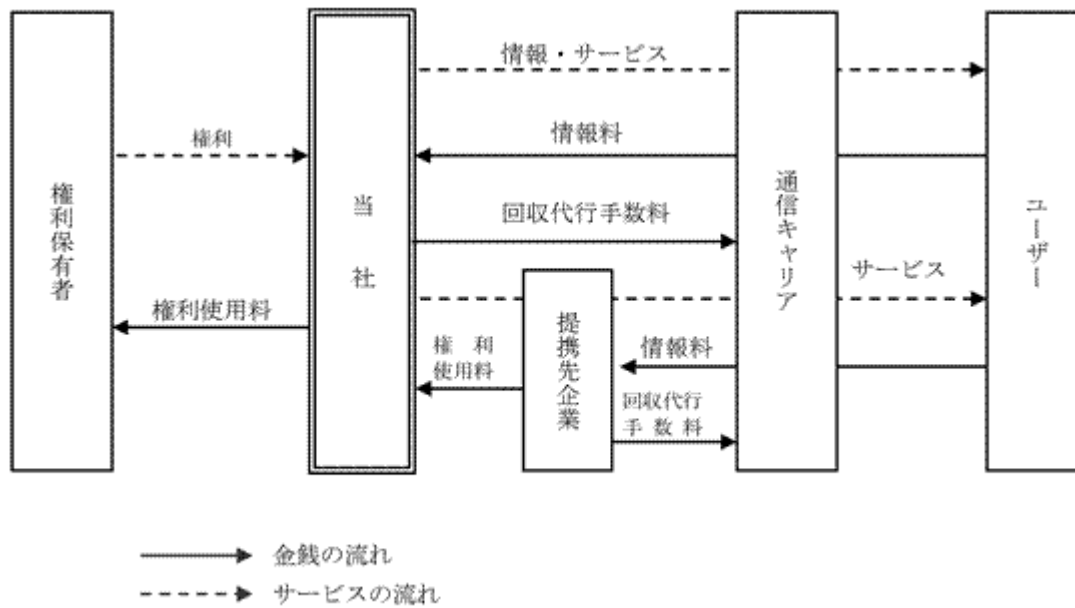 権利保有者
権利
権利使用料
当社
情報・サービス
情報料
回収代行手数料
権利
使用料
提携先企業
情報料
回収代行
手数料
通信キャリア
サービス
ユーザー
金銭の流れ
サービスの流れ